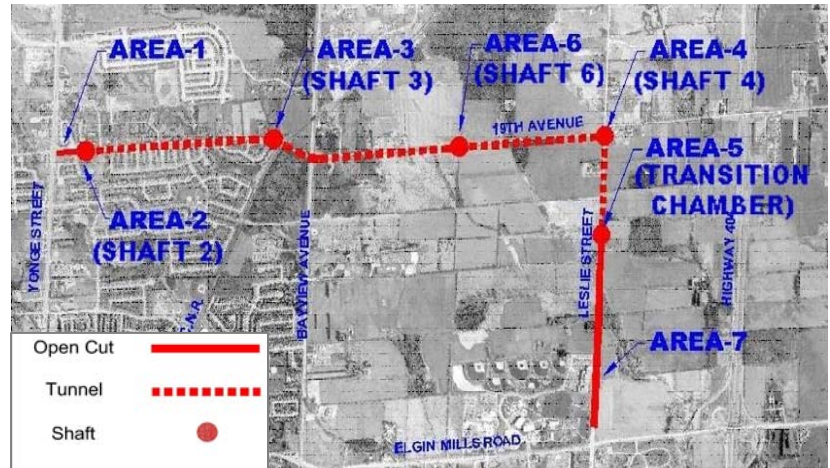 AREA-1
AREA-3
(SHAFT 3)
AREA-6
(SHAFT 6)
AREA-4
(SHAFT 4)
19TH AVENUE
AREA-5
(TRANSITION
CHAMBER)
AREA-2
(SHAFT 2)
YONGE STREET
C.N.R.
BAYVIEW AVENUE
LESLIE STREET
HIGHWAY 404
AREA-7
Open Cut
Tunnel
Shaft
ELGIN MILLS ROAD